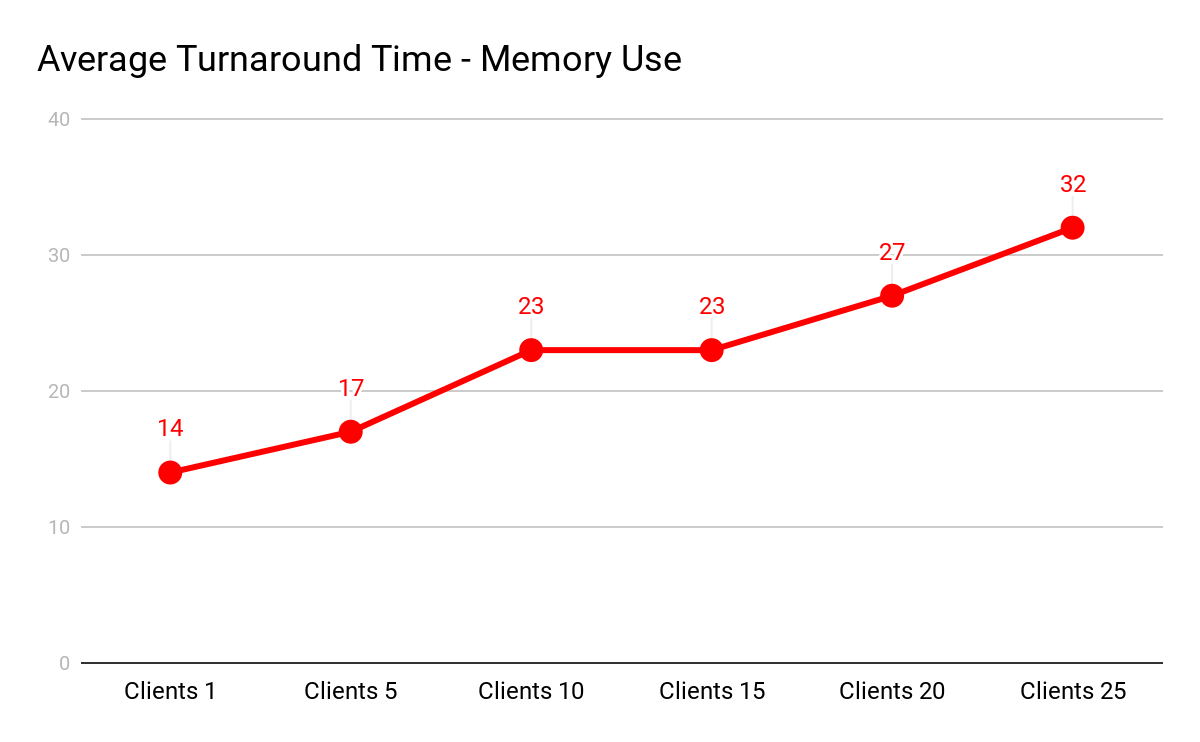 Average Turnaround Time - Memory Use
40
30
20
10
0
14
17
23
23
27
32
Clients 1
Clients 5
Clients 10
Clients 15
Clients 20
Clients 25